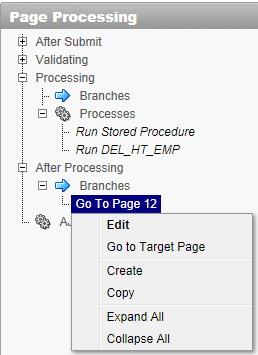 Page Processing
After Submit
Validating
Processing
Branches
Processes
Run Stored Procedure
Run DEL_HT_EMP
After Processing
Branches
Go To Page 12
Edit
Go to Target Page
Create
Copy
Expand All
Collapse All